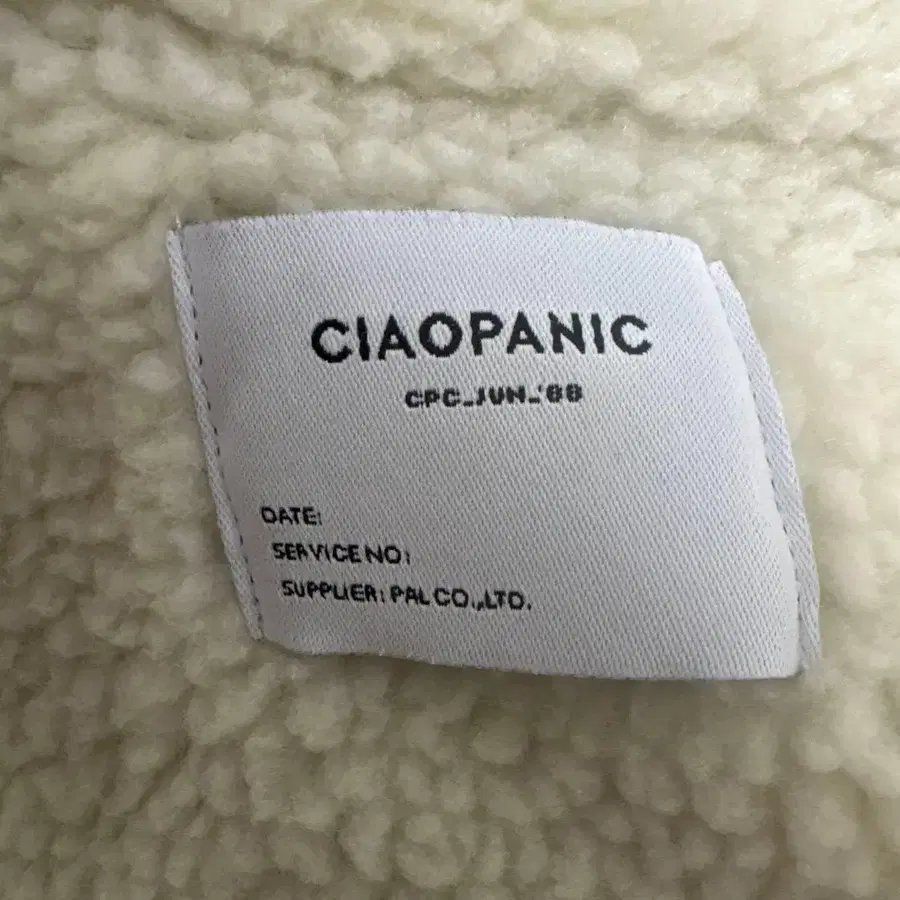 CIAOPANIC
CPC_JUN_'88
DATE:
SERVICE NO:
SUPPLIER: PAL CO.,LTD.